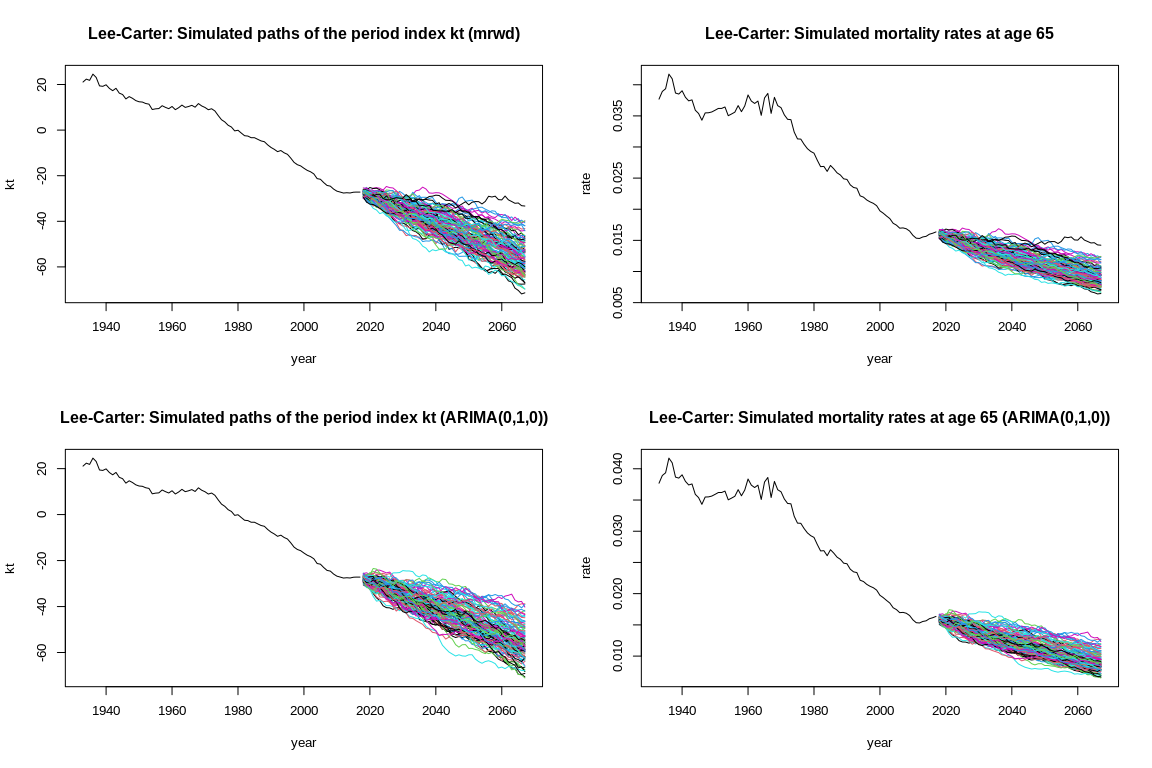 Lee-Carter: Simulated paths of the period index kt (mrwd)
20
0
-20
-40
-60
kt
1940 1960 1980 2000 2020 2040 2060
year
Lee-Carter: Simulated mortality rates at age 65
0.035
0.025
0.015
0.005
rate
1940 1960 1980 2000 2020 2040 2060
year
Lee-Carter: Simulated paths of the period index kt (ARIMA(0,1,0))
20
0
-20
-40
-60
kt
1940 1960 1980 2000 2020 2040 2060
year
Lee-Carter: Simulated mortality rates at age 65 (ARIMA(0,1,0))
0.040
0.030
0.020
0.010
rate
1940 1960 1980 2000 2020 2040 2060
year